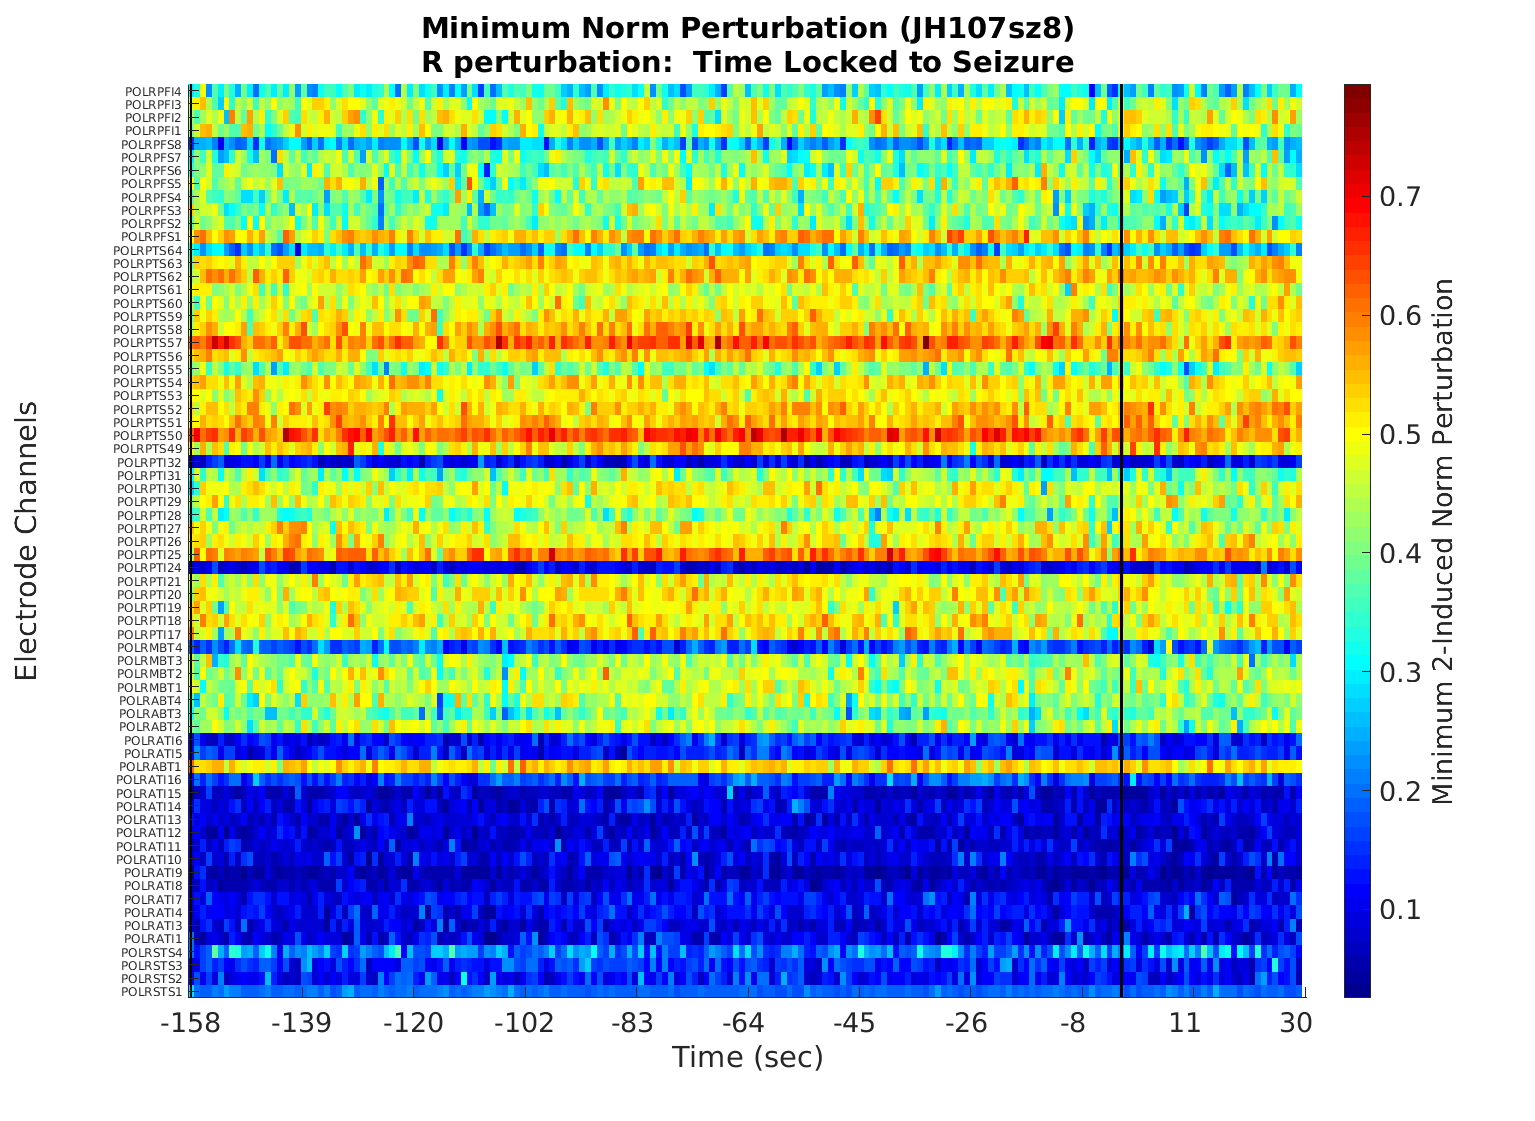 Minimum Norm Perturbation (JH107sz8)
R perturbation:  Time Locked to Seizure
Electrode Channels
POLRPFI4
POLRPFI3
POLRPFI2
POLRPFI1
POLRPFS8
POLRPFS7
POLRPFS6
POLRPFS5
POLRPFS4
POLRPFS3
POLRPFS2
POLRPFS1
POLRPTS64
POLRPTS63
POLRPTS62
POLRPTS61
POLRPTS60
POLRPTS59
POLRPTS58
POLRPTS57
POLRPTS56
POLRPTS55
POLRPTS54
POLRPTS53
POLRPTS52
POLRPTS51
POLRPTS50
POLRPTS49
POLRPTI32
POLRPTI31
POLRPTI30
POLRPTI29
POLRPTI28
POLRPTI27
POLRPTI26
POLRPTI25
POLRPTI24
POLRPTI21
POLRPTI20
POLRPTI19
POLRPTI18
POLRPTI17
POLRMBT4
POLRMBT3
POLRMBT2
POLRMBT1
POLRABT4
POLRABT3
POLRABT2
POLRATI6
POLRATI5
POLRABT1
POLRATI16
POLRATI15
POLRATI14
POLRATI13
POLRATI12
POLRATI11
POLRATI10
POLRATI9
POLRATI8
POLRATI7
POLRATI4
POLRATI3
POLRATI1
POLRSTS4
POLRSTS3
POLRSTS2
POLRSTS1
-158 -139 -120 -102 -83 -64 -45 -26 -8 11 30
Time (sec)
0.7
0.6
0.5
0.4
0.3
0.2
0.1
Minimum 2-Induced Norm Perturbation